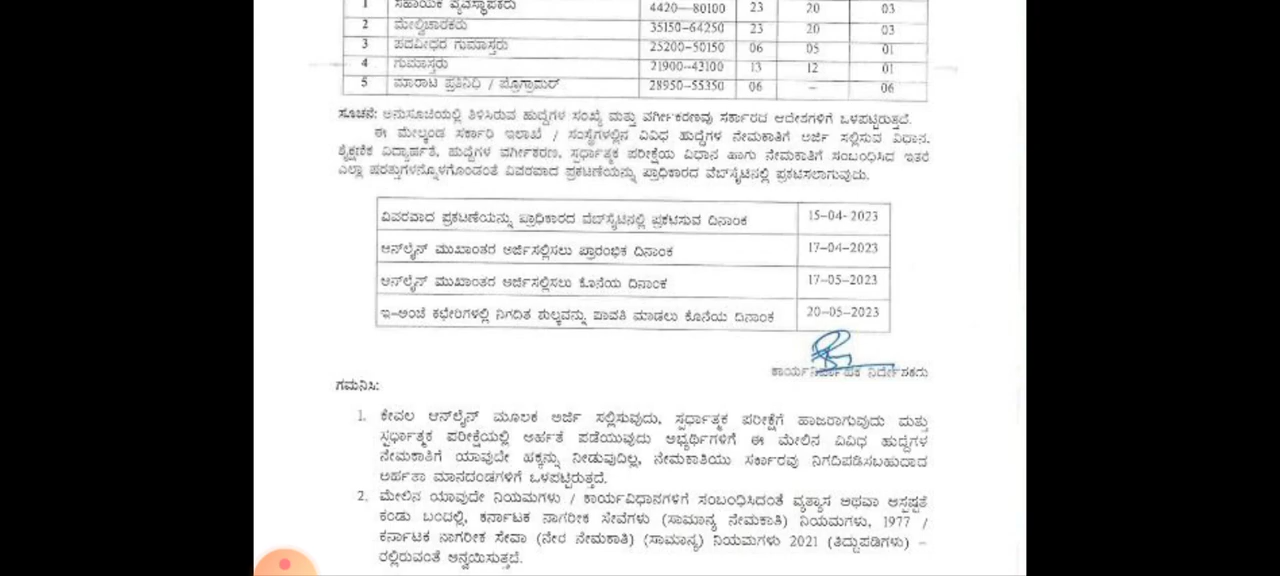 1 ಸಹಾಯಕ ವ್ಯವಸ್ಥಾಪಕರು 4420—80100 23 20 03
2 ಮೇಲ್ವಿಚಾರಕರು 35150–64250 23 20 03
3 ಪದವೀಧರ ಗುಮಾಸ್ತರು 25200–50150 06 05 01
4 ಗುಮಾಸ್ತರು 21900–43100 13 12 01
5 ಮಾರಾಟ ಪ್ರತಿನಿಧಿ / ಪ್ರೊಗ್ರಾಮರ್ 28950–55350 06 – 06
ಸೂಚನೆ: ಅನುಸೂಚಿಯಲ್ಲಿ ತಿಳಿಸಿರುವ ಹುದ್ದೆಗಳ ಸಂಖ್ಯೆ ಮತ್ತು ವರ್ಗೀಕರಣವು ಸರ್ಕಾರದ ಆದೇಶಗಳಿಗೆ ಒಳಪಟ್ಟಿರುತ್ತದೆ.
ಈ ಮೇಲ್ಕಂಡ ಸರ್ಕಾರಿ ಇಲಾಖೆ / ಸಂಸ್ಥೆಗಳಲ್ಲಿನ ವಿವಿಧ ಹುದ್ದೆಗಳ ನೇಮಕಾತಿಗೆ ಅರ್ಜಿ ಸಲ್ಲಿಸುವ ವಿಧಾನ,
ಶೈಕ್ಷಣಿಕ ವಿದ್ಯಾರ್ಹತೆ, ಹುದ್ದೆಗಳ ವರ್ಗೀಕರಣ, ಸ್ಪರ್ಧಾತ್ಮಕ ಪರೀಕ್ಷೆಯ ವಿಧಾನ ಹಾಗು ನೇಮಕಾತಿಗೆ ಸಂಬಂಧಿಸಿದ ಇತರೆ
ಎಲ್ಲಾ ಷರತ್ತುಗಳನ್ನೊಳಗೊಂಡಂತೆ ವಿವರವಾದ ಪ್ರಕಟಣೆಯನ್ನು ಪ್ರಾಧಿಕಾರದ ವೆಬ್‌ಸೈಟಿನಲ್ಲಿ ಪ್ರಕಟಿಸಲಾಗುವುದು.
ವಿವರವಾದ ಪ್ರಕಟಣೆಯನ್ನು ಪ್ರಾಧಿಕಾರದ ವೆಬ್‌ಸೈಟಿನಲ್ಲಿ ಪ್ರಕಟಿಸುವ ದಿನಾಂಕ 15–04-2023
ಆನ್‌ಲೈನ್ ಮುಖಾಂತರ ಅರ್ಜಿಸಲ್ಲಿಸಲು ಪ್ರಾರಂಭಿಕ ದಿನಾಂಕ 17–04–2023
ಆನ್‌ಲೈನ್ ಮುಖಾಂತರ ಅರ್ಜಿಸಲ್ಲಿಸಲು ಕೊನೆಯ ದಿನಾಂಕ 17–05–2023
ಇ–ಅಂಚೆ ಕಛೇರಿಗಳಲ್ಲಿ ನಿಗದಿತ ಶುಲ್ಕವನ್ನು ಪಾವತಿ ಮಾಡಲು ಕೊನೆಯ ದಿನಾಂಕ 20–05–2023
ಕಾರ್ಯನಿರ್ವಾಹಕ ನಿರ್ದೇಶಕರು
ಗಮನಿಸಿ:
1. ಕೇವಲ ಆನ್‌ಲೈನ್ ಮೂಲಕ ಅರ್ಜಿ ಸಲ್ಲಿಸುವುದು, ಸ್ಪರ್ಧಾತ್ಮಕ ಪರೀಕ್ಷೆಗೆ ಹಾಜರಾಗುವುದು ಮತ್ತು
ಸ್ಪರ್ಧಾತ್ಮಕ ಪರೀಕ್ಷೆಯಲ್ಲಿ ಅರ್ಹತೆ ಪಡೆಯುವುದು ಅಭ್ಯರ್ಥಿಗಳಿಗೆ ಈ ಮೇಲಿನ ವಿವಿಧ ಹುದ್ದೆಗಳ
ನೇಮಕಾತಿಗೆ ಯಾವುದೇ ಹಕ್ಕನ್ನು ನೀಡುವುದಿಲ್ಲ, ನೇಮಕಾತಿಯು ಸರ್ಕಾರವು ನಿಗದಿಪಡಿಸಬಹುದಾದ
ಅರ್ಹತಾ ಮಾನದಂಡಗಳಿಗೆ ಒಳಪಟ್ಟಿರುತ್ತದೆ.
2. ಮೇಲಿನ ಯಾವುದೇ ನಿಯಮಗಳು / ಕಾರ್ಯವಿಧಾನಗಳಿಗೆ ಸಂಬಂಧಿಸಿದಂತೆ ವ್ಯತ್ಯಾಸ ಅಥವಾ ಅಸ್ಪಷ್ಟತೆ
ಕಂಡು ಬಂದಲ್ಲಿ, ಕರ್ನಾಟಕ ನಾಗರೀಕ ಸೇವೆಗಳು (ಸಾಮಾನ್ಯ ನೇಮಕಾತಿ) ನಿಯಮಗಳು, 1977 /
ಕರ್ನಾಟಕ ನಾಗರೀಕ ಸೇವಾ (ನೇರ ನೇಮಕಾತಿ) (ಸಾಮಾನ್ಯ) ನಿಯಮಗಳು 2021 (ತಿದ್ದುಪಡಿಗಳು) –
ರಲ್ಲಿರುವಂತೆ ಅನ್ವಯಿಸುತ್ತದೆ.